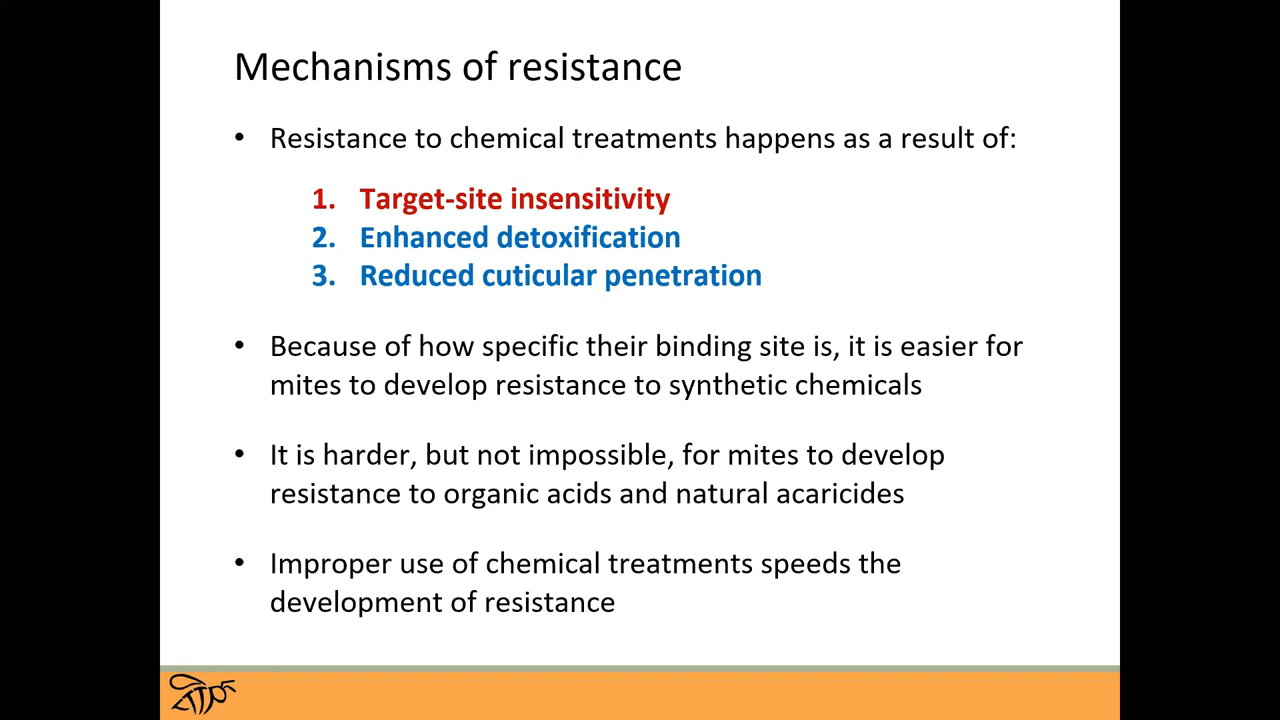 Mechanisms of resistance
• Resistance to chemical treatments happens as a result of:
1. Target-site insensitivity
2. Enhanced detoxification
3. Reduced cuticular penetration
• Because of how specific their binding site is, it is easier for
mites to develop resistance to synthetic chemicals
• It is harder, but not impossible, for mites to develop
resistance to organic acids and natural acaricides
• Improper use of chemical treatments speeds the
development of resistance